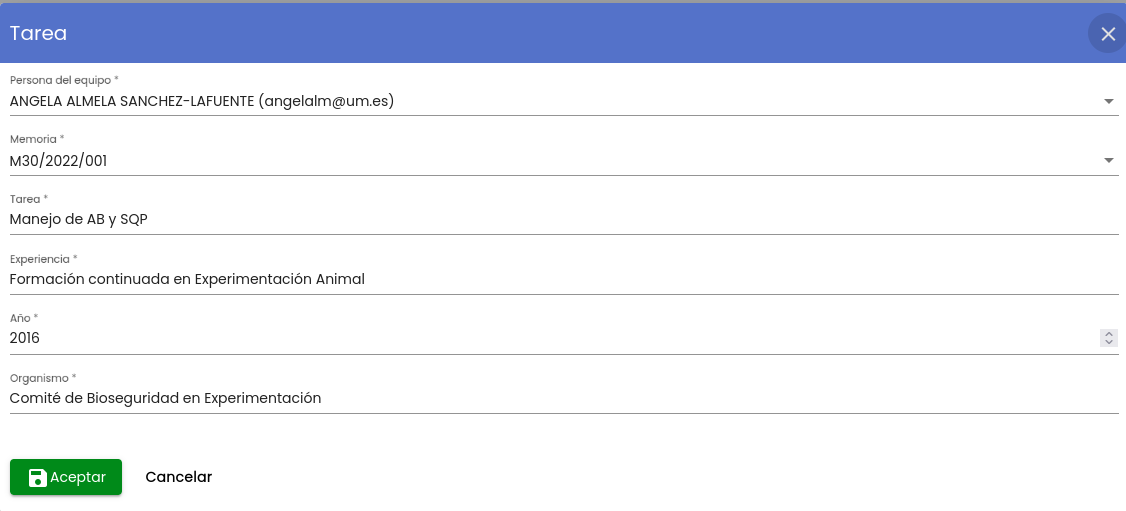 Tarea
Persona del equipo *
ANGELA ALMELA SANCHEZ-LAFUENTE (angelalm@um.es)
Memoria *
M30/2022/001
Tarea *
Manejo de AB y SQP
Experiencia *
Formación continuada en Experimentación Animal
Año *
2016
Organismo *
Comité de Bioseguridad en Experimentación
Aceptar Cancelar